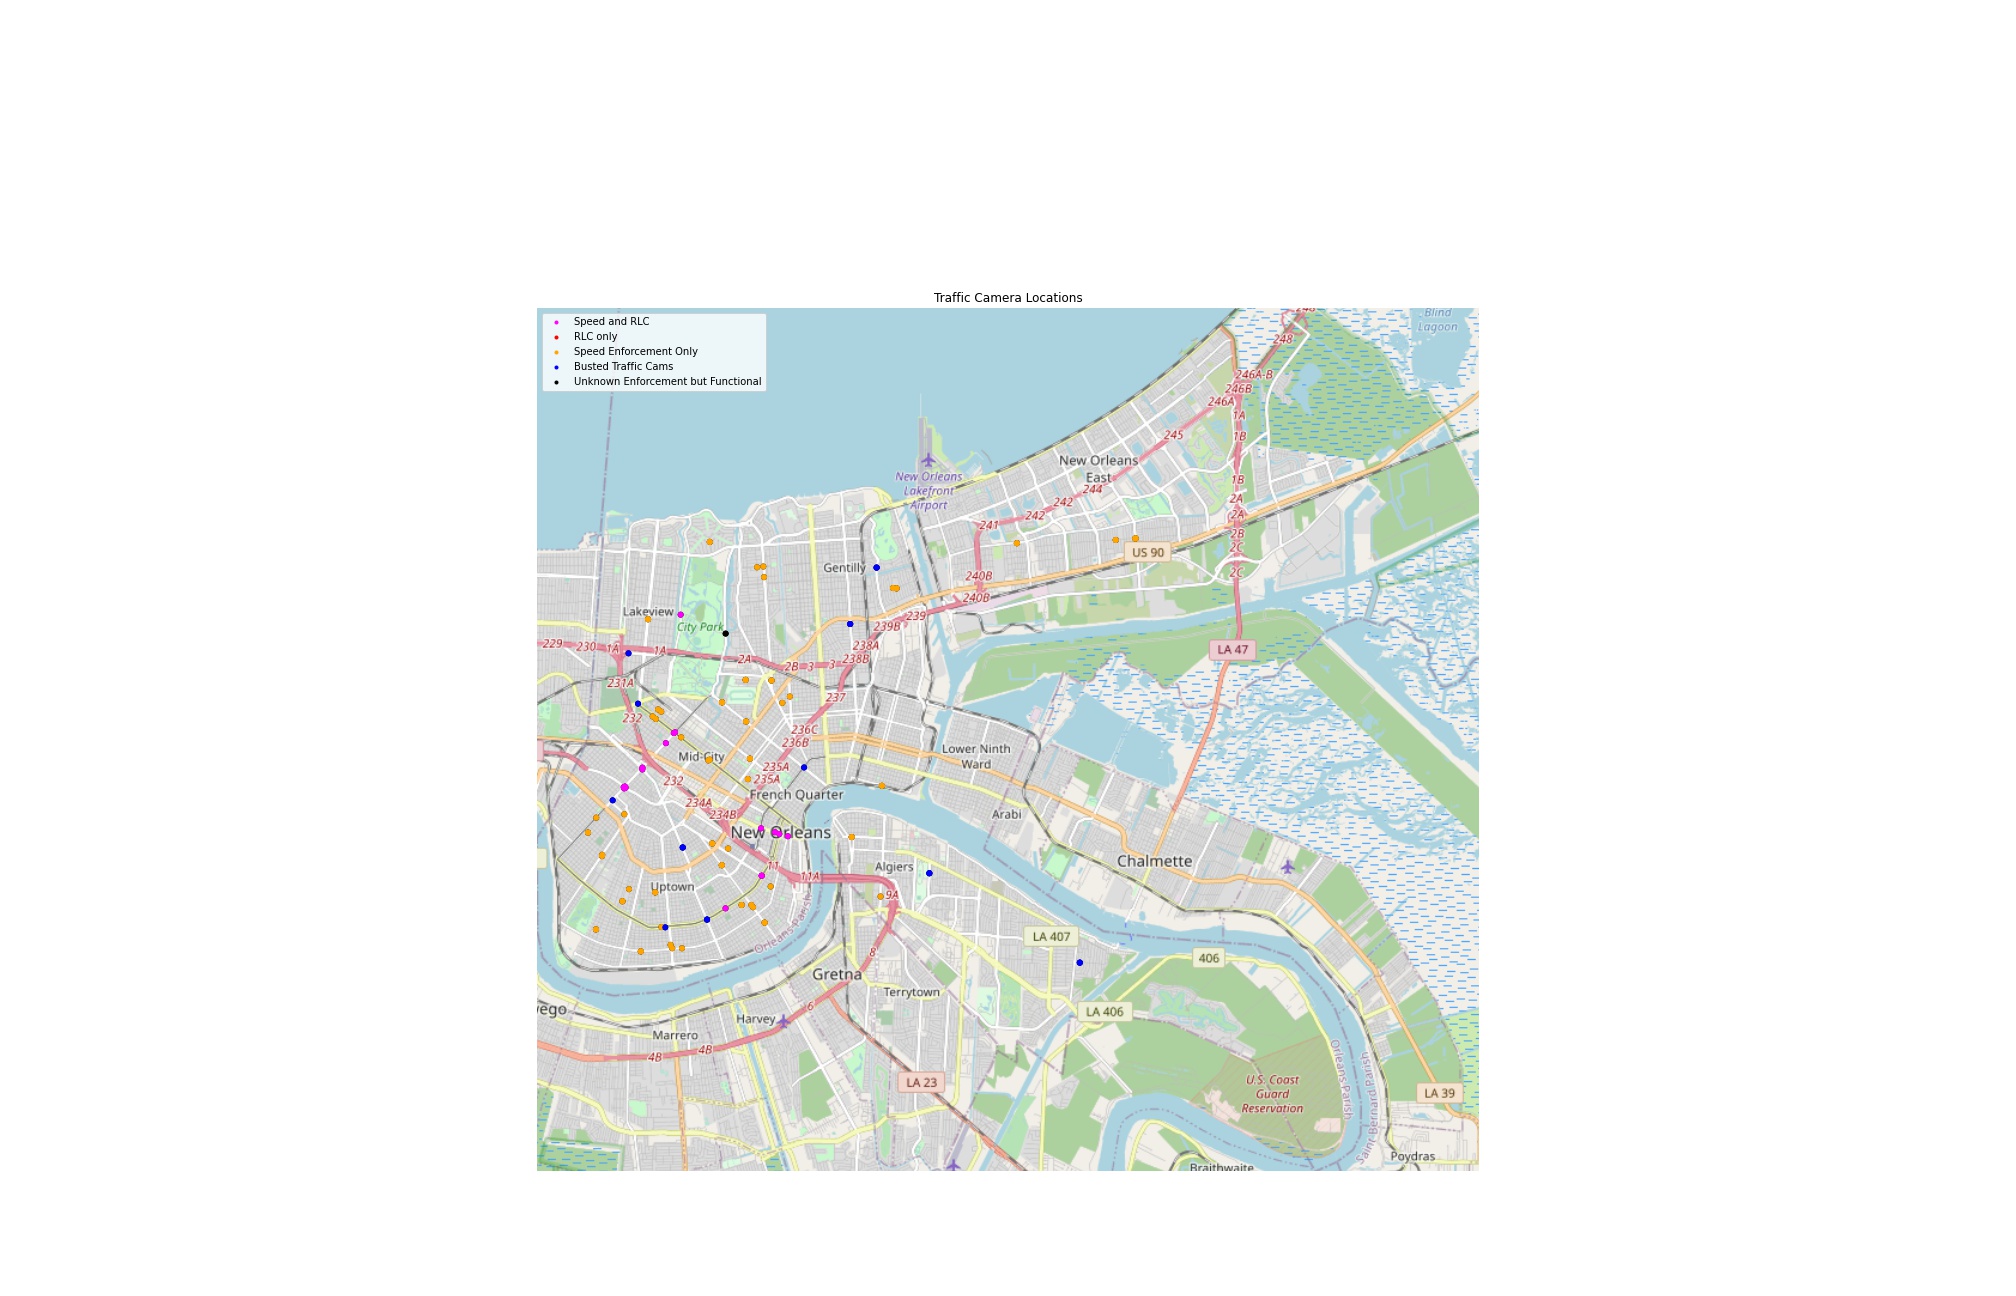 Traffic Camera Locations
Speed and RLC
RLC only
Speed Enforcement Only
Busted Traffic Cams
Unknown Enforcement but Functional
248
Blind
Lagoon
248
246A-B
246B
246A
1A
245
1B
New Orleans
East
New Orleans
Lakefront
Airport
244
1B
242
2A
242
241
2A
2B
US 90
2C
Gentilly
2C
240B
240B
Lakeview
239
City Park
239B
229
230
1A
1A
238A
LA 47
2A
2B
3
3
238B
231A
237
232
236C
236B
Mid-City
Lower Ninth
Ward
235A
232
235A
French Quarter
234A
234B
Arabi
New Orleans
Chalmette
11
Algiers
11A
Uptown
9A
Orleans Parish
LA 407
8
406
Gretna
Terrytown
wego
6
Harvey
LA 406
Marrero
4B
4B
Orleans Parish
Saint Bernard Parish
LA 23
U.S. Coast
Guard
Reservation
LA 39
Poydras
Braithwaite